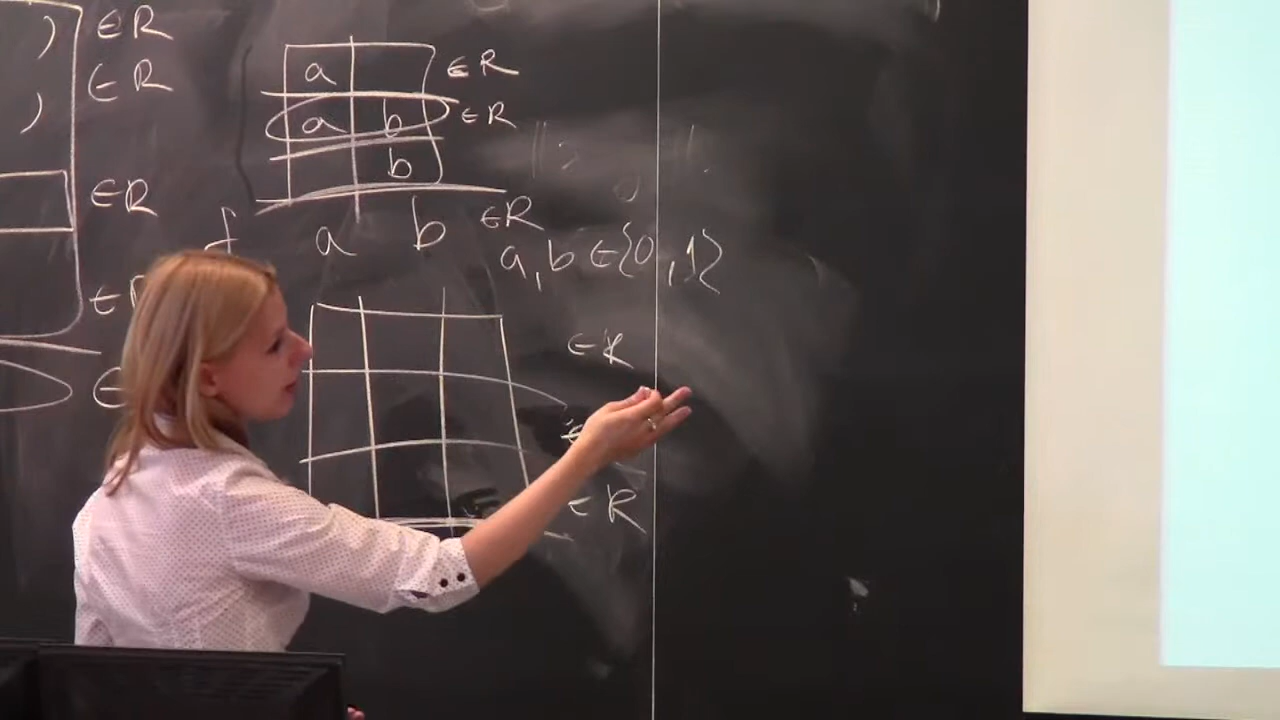 ) ∈ R
) ∈ R
∈ R
a ∈ R
a b ∈ R
b
f a b ∈ R
a, b ∈ {0, 1}
∈ R
∈ R